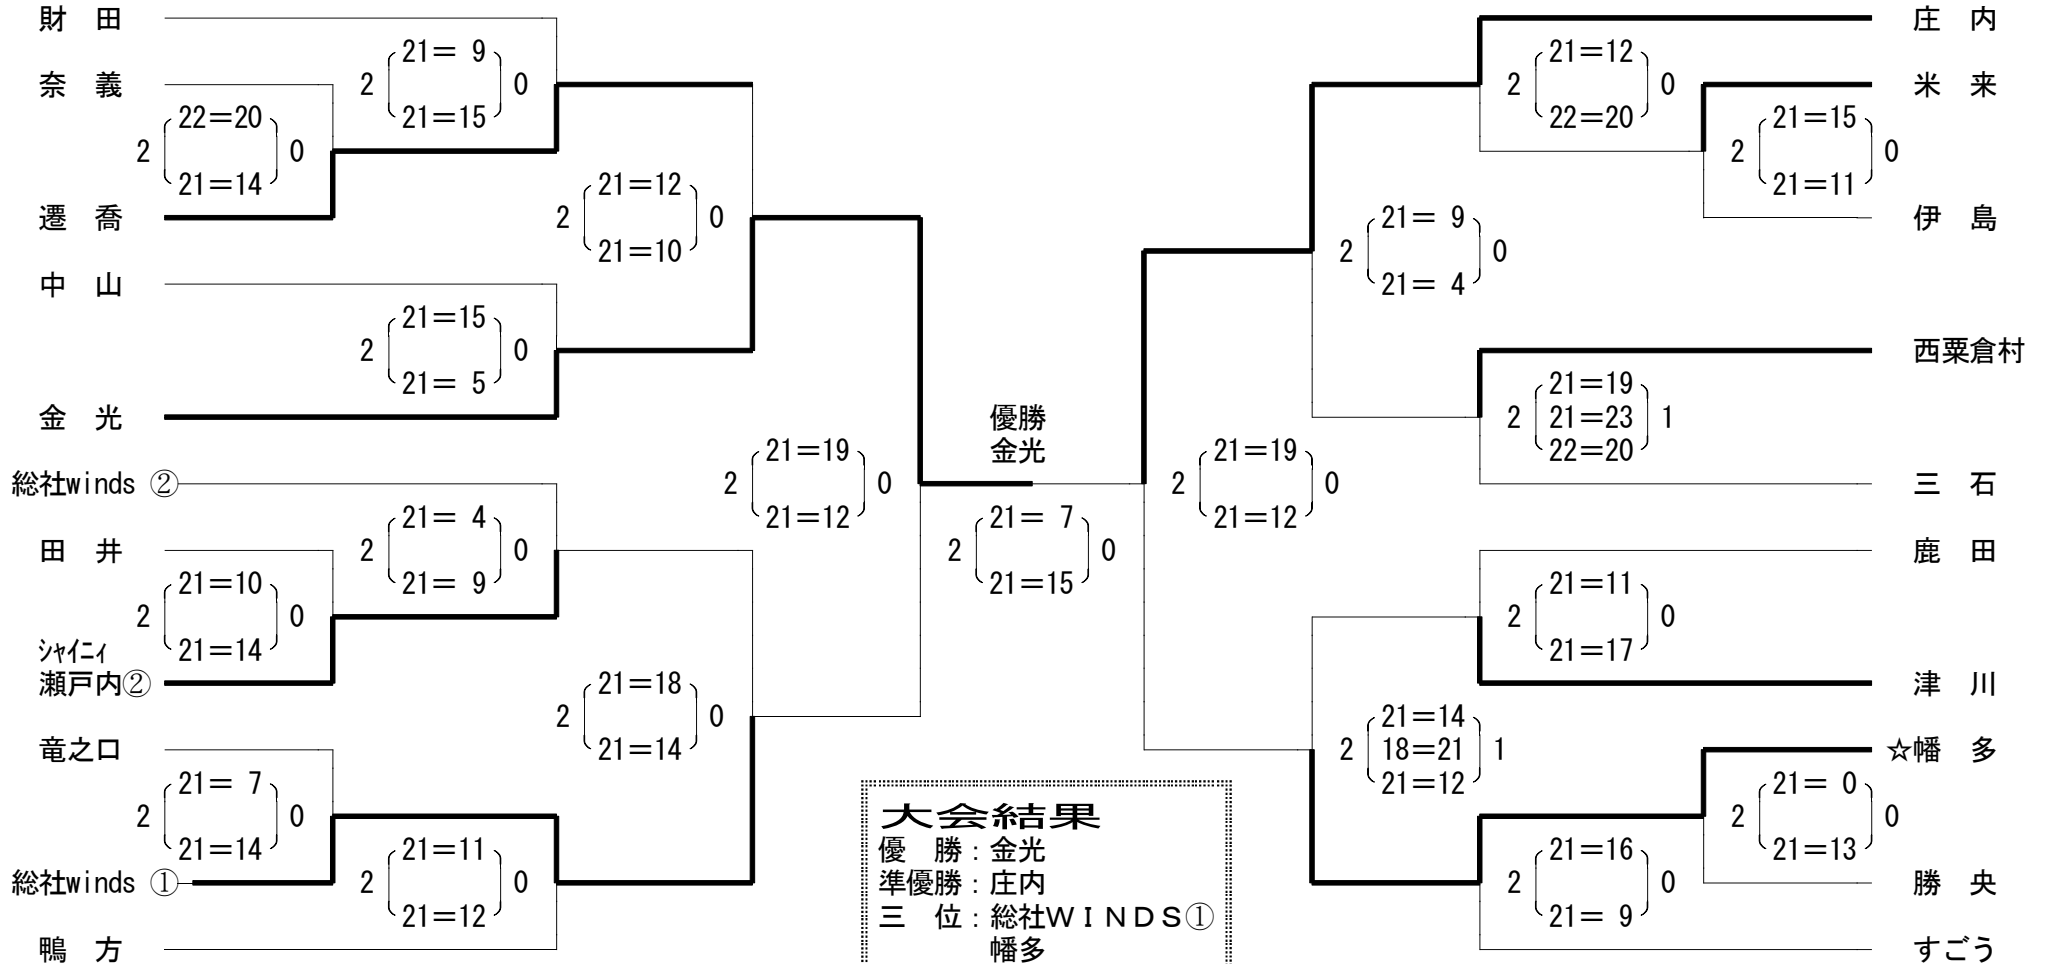 財　田
奈　義
遷　喬
中　山
金　光
総社winds ②
田　井
シャイニィ
瀬戸内②
竜之口
総社winds ①
鴨　方
22＝20
2 0
21＝14
21＝ 9
2 0
21＝15
21＝15
2 0
21＝ 5
21＝12
2 0
21＝10
21＝10
2 0
21＝14
21＝ 4
2 0
21＝ 9
21＝ 7
2 0
21＝14
21＝11
2 0
21＝12
21＝18
2 0
21＝14
21＝19
2 0
21＝12
優勝
金光
21＝ 7
2 0
21＝15
21＝19
2 0
21＝12
21＝ 9
2 0
21＝ 4
21＝12
2 0
22＝20
21＝15
2 0
21＝11
21＝19
2 21＝23 1
22＝20
21＝11
2 0
21＝17
21＝14
2 18＝21 1
21＝12
21＝ 0
2 0
21＝13
21＝16
2 0
21＝ 9
庄　内
米　来
伊　島
西粟倉村
三　石
鹿　田
津　川
☆幡　多
勝　央
すごう
大会結果
優　勝：金光
準優勝：庄内
三　位：総社ＷＩＮＤＳ①
幡多